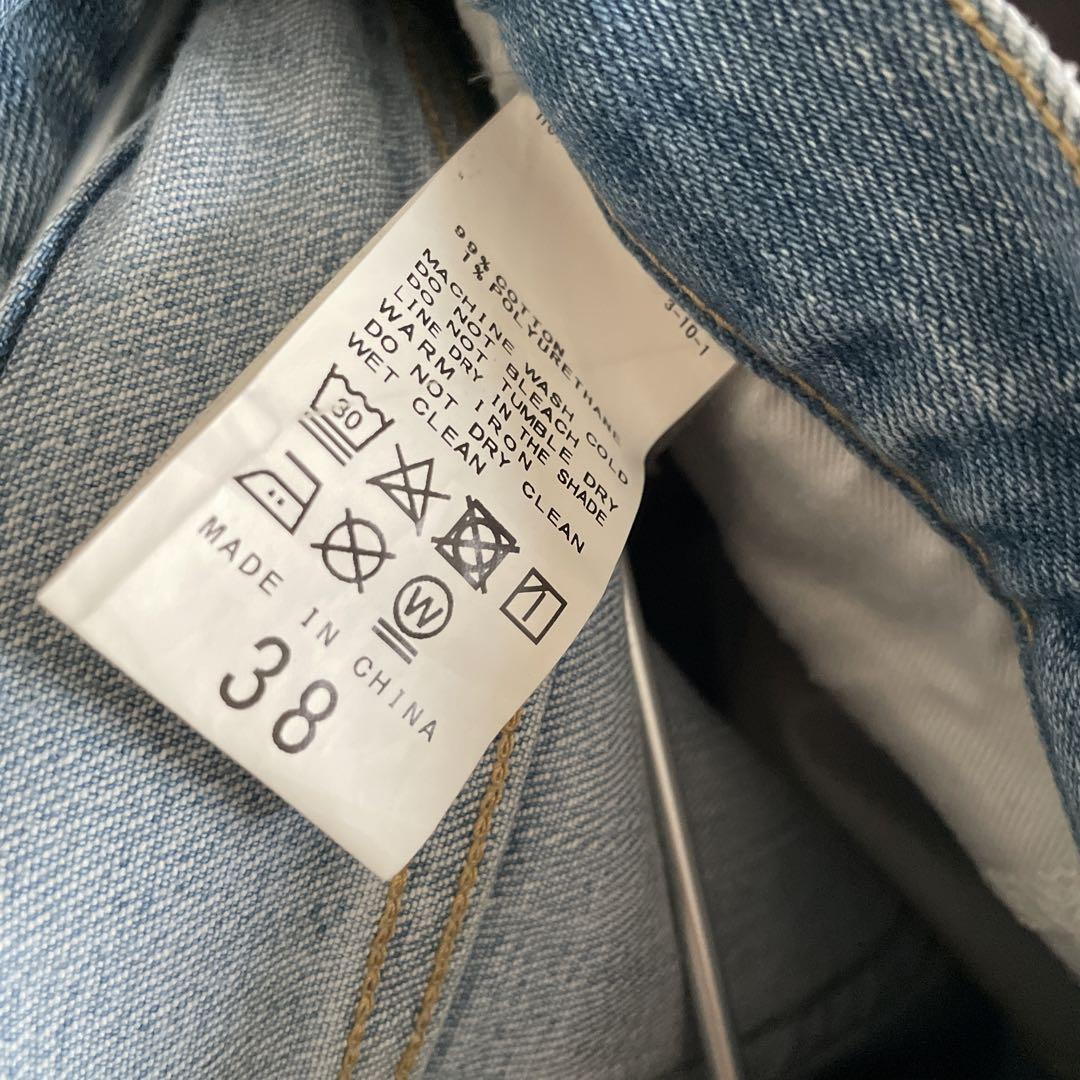 3-10-1
99% COTTON
1% POLYURETHANE
MACHINE WASH COLD
DO NOT BLEACH
DO NOT TUMBLE DRY
LINE DRY IN THE SHADE
WARM IRON
DO NOT DRY CLEAN
WET CLEAN
30
W
MADE IN CHINA
38